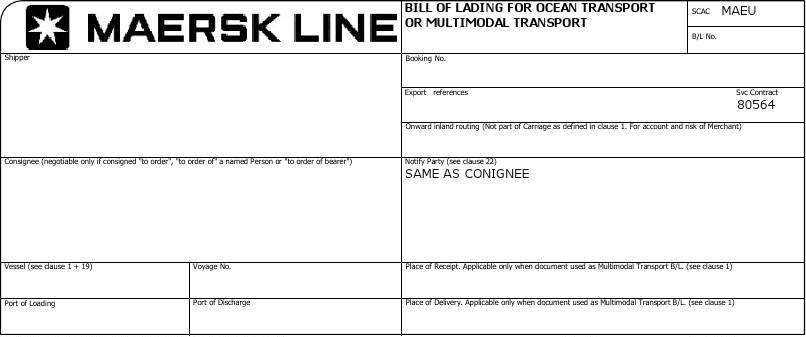 MAERSK LINE
BILL OF LADING FOR OCEAN TRANSPORT
OR MULTIMODAL TRANSPORT
SCAC MAEU
B/L No.
Shipper
Booking No.
Export references
Svc Contract
80564
Onward inland routing (Not part of Carriage as defined in clause 1. For account and risk of Merchant)
Consignee (negotiable only if consigned "to order", "to order of" a named Person or "to order of bearer")
Notify Party (see clause 22)
SAME AS CONIGNEE
Vessel (see clause 1 + 19)
Voyage No.
Place of Receipt. Applicable only when document used as Multimodal Transport B/L. (see clause 1)
Port of Loading
Port of Discharge
Place of Delivery. Applicable only when document used as Multimodal Transport B/L. (see clause 1)